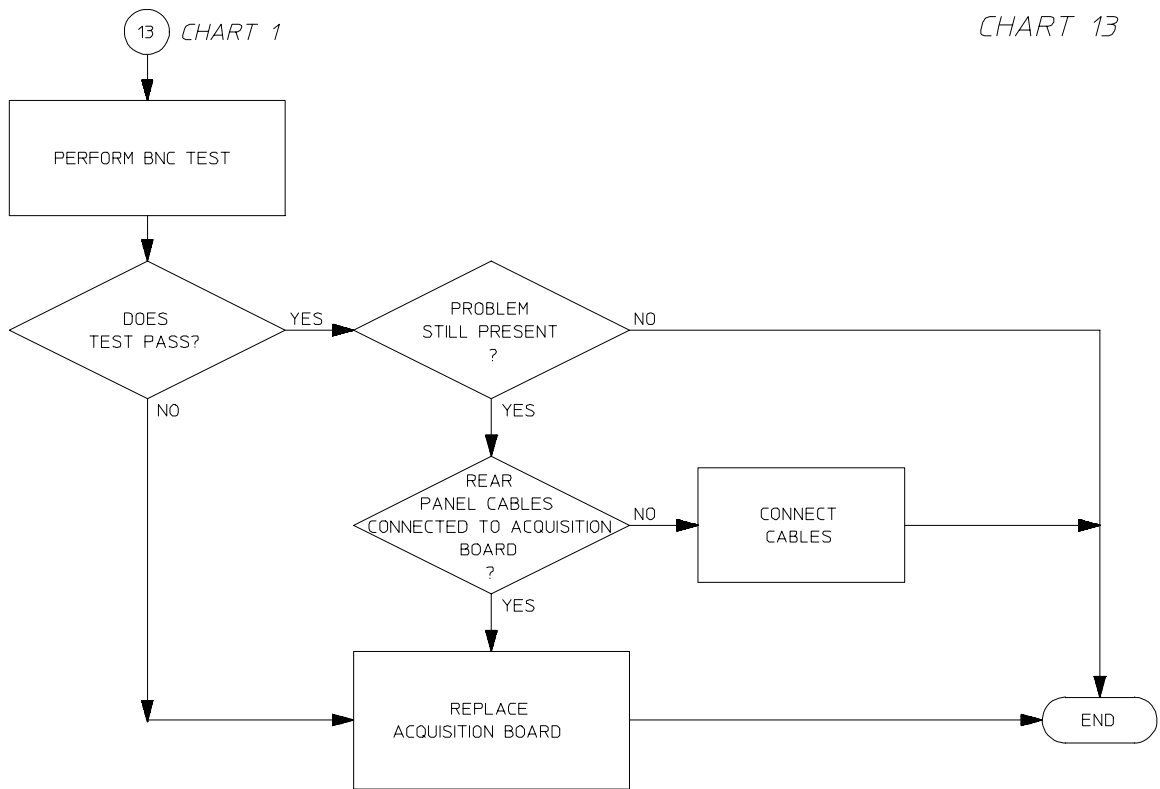 13 CHART 1
CHART 13
PERFORM BNC TEST
DOES
TEST PASS?
YES
NO
PROBLEM
STILL PRESENT
?
NO
YES
REAR
PANEL CABLES
CONNECTED TO ACQUISITION
BOARD
?
NO
YES
CONNECT
CABLES
REPLACE
ACQUISITION BOARD
END